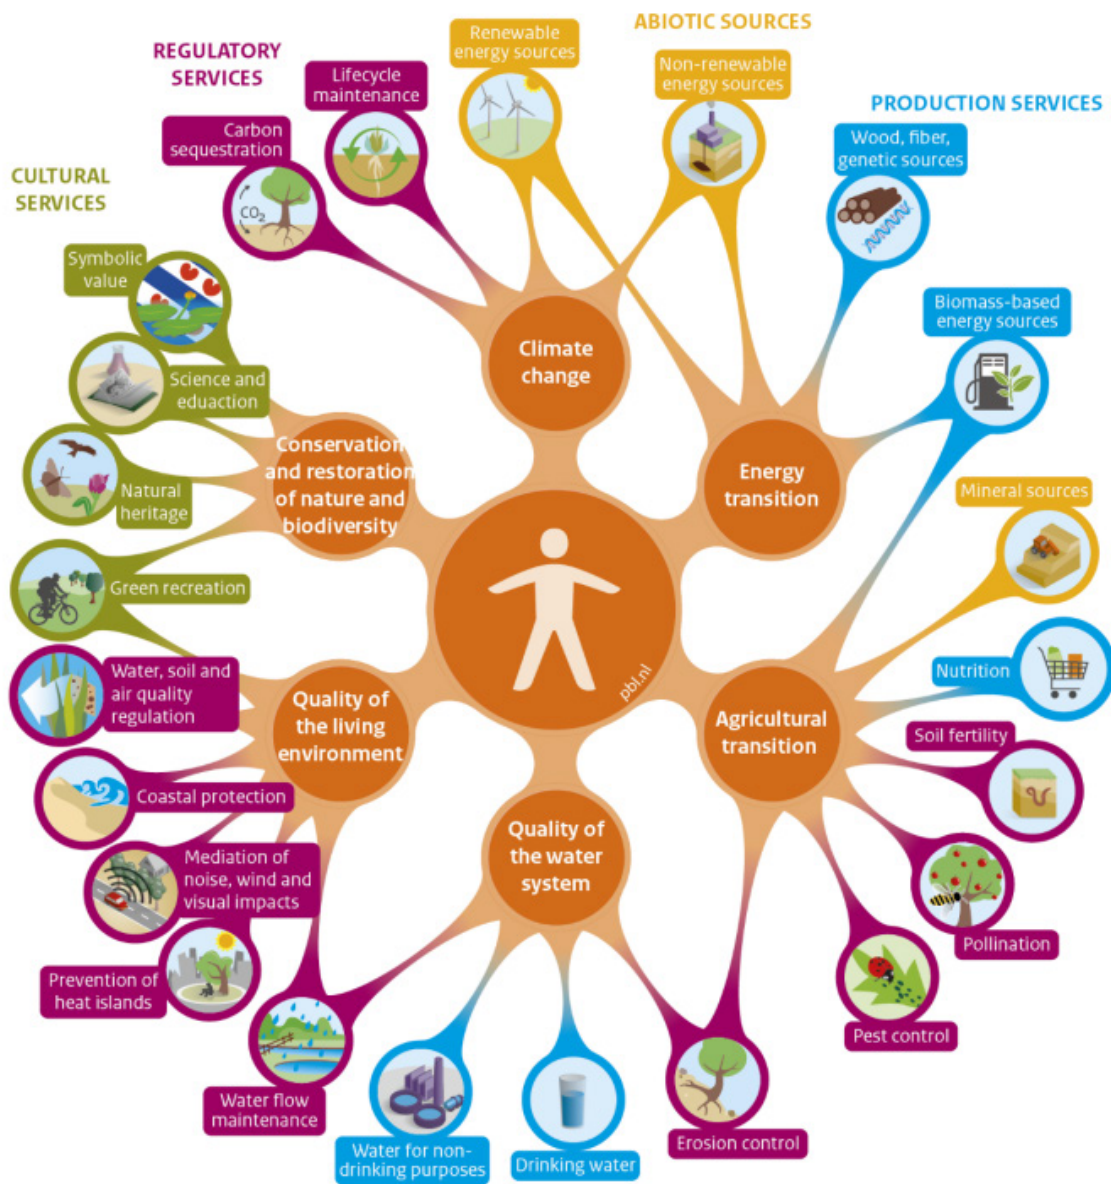 ABIOTIC SOURCES
REGULATORY
SERVICES
Renewable
energy sources
Non-renewable
energy sources
Lifecycle
maintenance
PRODUCTION SERVICES
Carbon
sequestration
Wood, fiber,
genetic sources
CULTURAL
SERVICES
CO2
Symbolic
value
Biomass-based
energy sources
Climate
change
Science and
eduaction
Conservation
and restoration
of nature and
biodiversity
Energy
transition
Natural
heritage
Mineral sources
Green recreation
Nutrition
pbl.nl
Water, soil and
air quality
regulation
Quality of
the living
environment
Agricultural
transition
Soil fertility
Coastal protection
Quality of
the water
system
Mediation of
noise, wind and
visual impacts
Pollination
Prevention of
heat islands
Pest control
Water flow
maintenance
Water for non-
drinking purposes
Drinking water
Erosion control